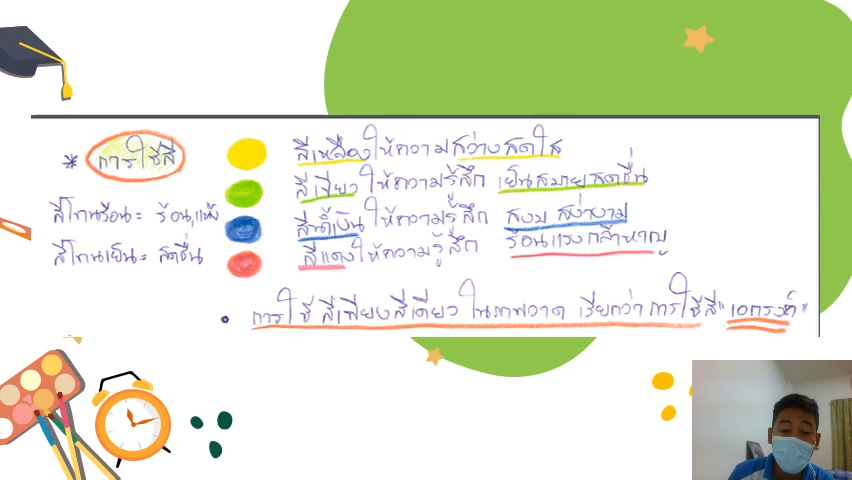 * การใช้สี
สีเหลืองให้ความสว่างสดใส
สีเขียวให้ความรู้สึก เย็นสบายสดชื่น
สีโทนร้อน = ร้อน, แห้ง
สีน้ำเงินให้ความรู้สึก สงบ สง่างาม
สีโทนเย็น = สดชื่น
สีแดงให้ความรู้สึก ร้อนแรงกล้าหาญ
• การใช้สีเพียงสีเดียวในภาพวาด เรียกว่าการใช้สี "เอกรงค์"